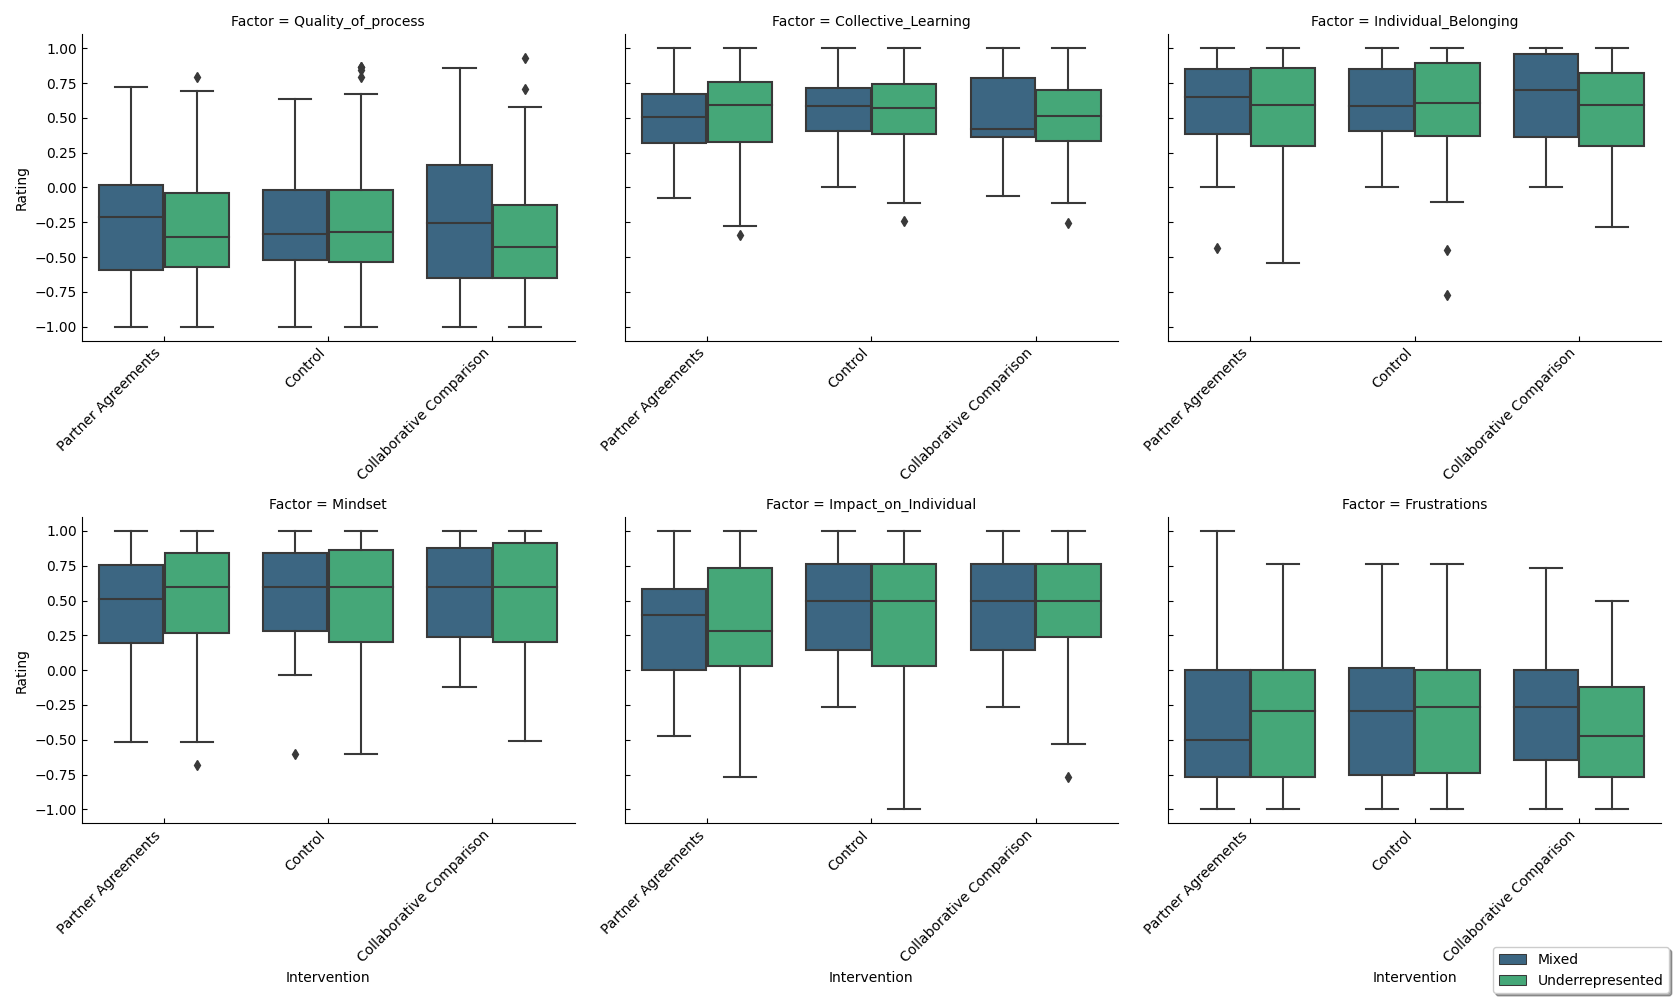 Factor = Quality_of_process
Factor = Collective_Learning
Factor = Individual_Belonging
1.00
0.75
0.50
0.25
0.00
−0.25
−0.50
−0.75
−1.00
Rating
Partner Agreements
Control
Collaborative Comparison
Partner Agreements
Control
Collaborative Comparison
Partner Agreements
Control
Collaborative Comparison
Factor = Mindset
Factor = Impact_on_Individual
Factor = Frustrations
1.00
0.75
0.50
0.25
0.00
−0.25
−0.50
−0.75
−1.00
Rating
Partner Agreements
Control
Collaborative Comparison
Partner Agreements
Control
Collaborative Comparison
Partner Agreements
Control
Collaborative Comparison
Intervention
Intervention
Intervention
Mixed
Underrepresented